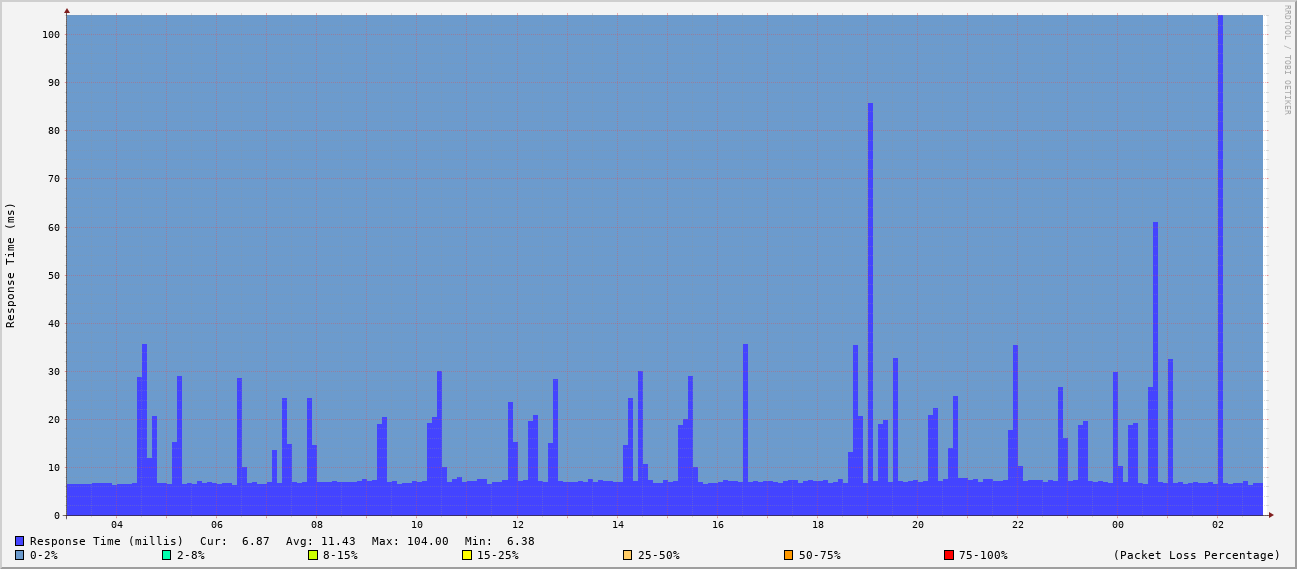 RRDTOOL / TOBI OETIKER
Response Time (ms)
100
90
80
70
60
50
40
30
20
10
0
04 06 08 10 12 14 16 18 20 22 00 02
Response Time (millis) Cur: 6.87 Avg: 11.43 Max: 104.00 Min: 6.38
0-2% 2-8% 8-15% 15-25% 25-50% 50-75% 75-100% (Packet Loss Percentage)